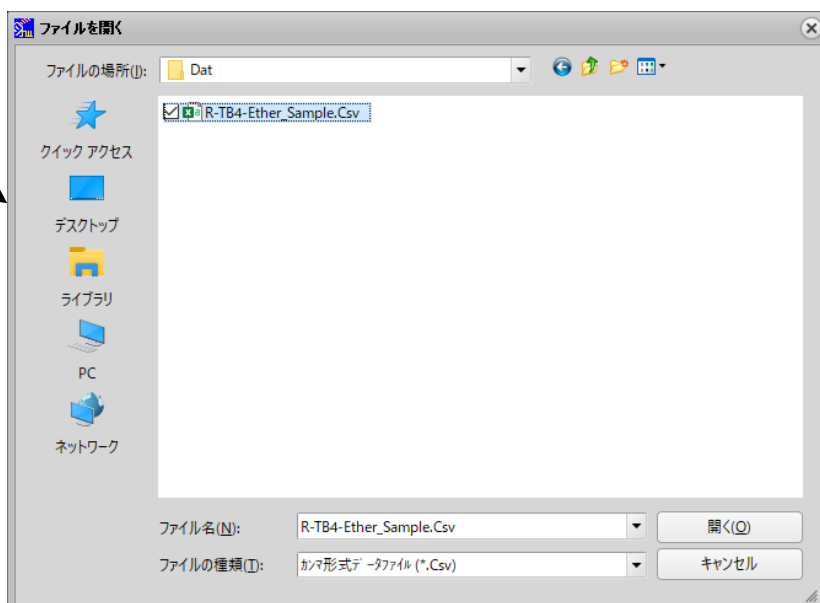 ファイルを開く
ファイルの場所(I):
Dat
R-TB4-Ether_Sample.Csv
クイック アクセス
デスクトップ
ライブラリ
PC
ネットワーク
ファイル名(N):
R-TB4-Ether_Sample.Csv
開く(O)
ファイルの種類(T):
ｶﾝﾏ形式ﾃﾞｰﾀﾌｧｲﾙ (*.Csv)
キャンセル